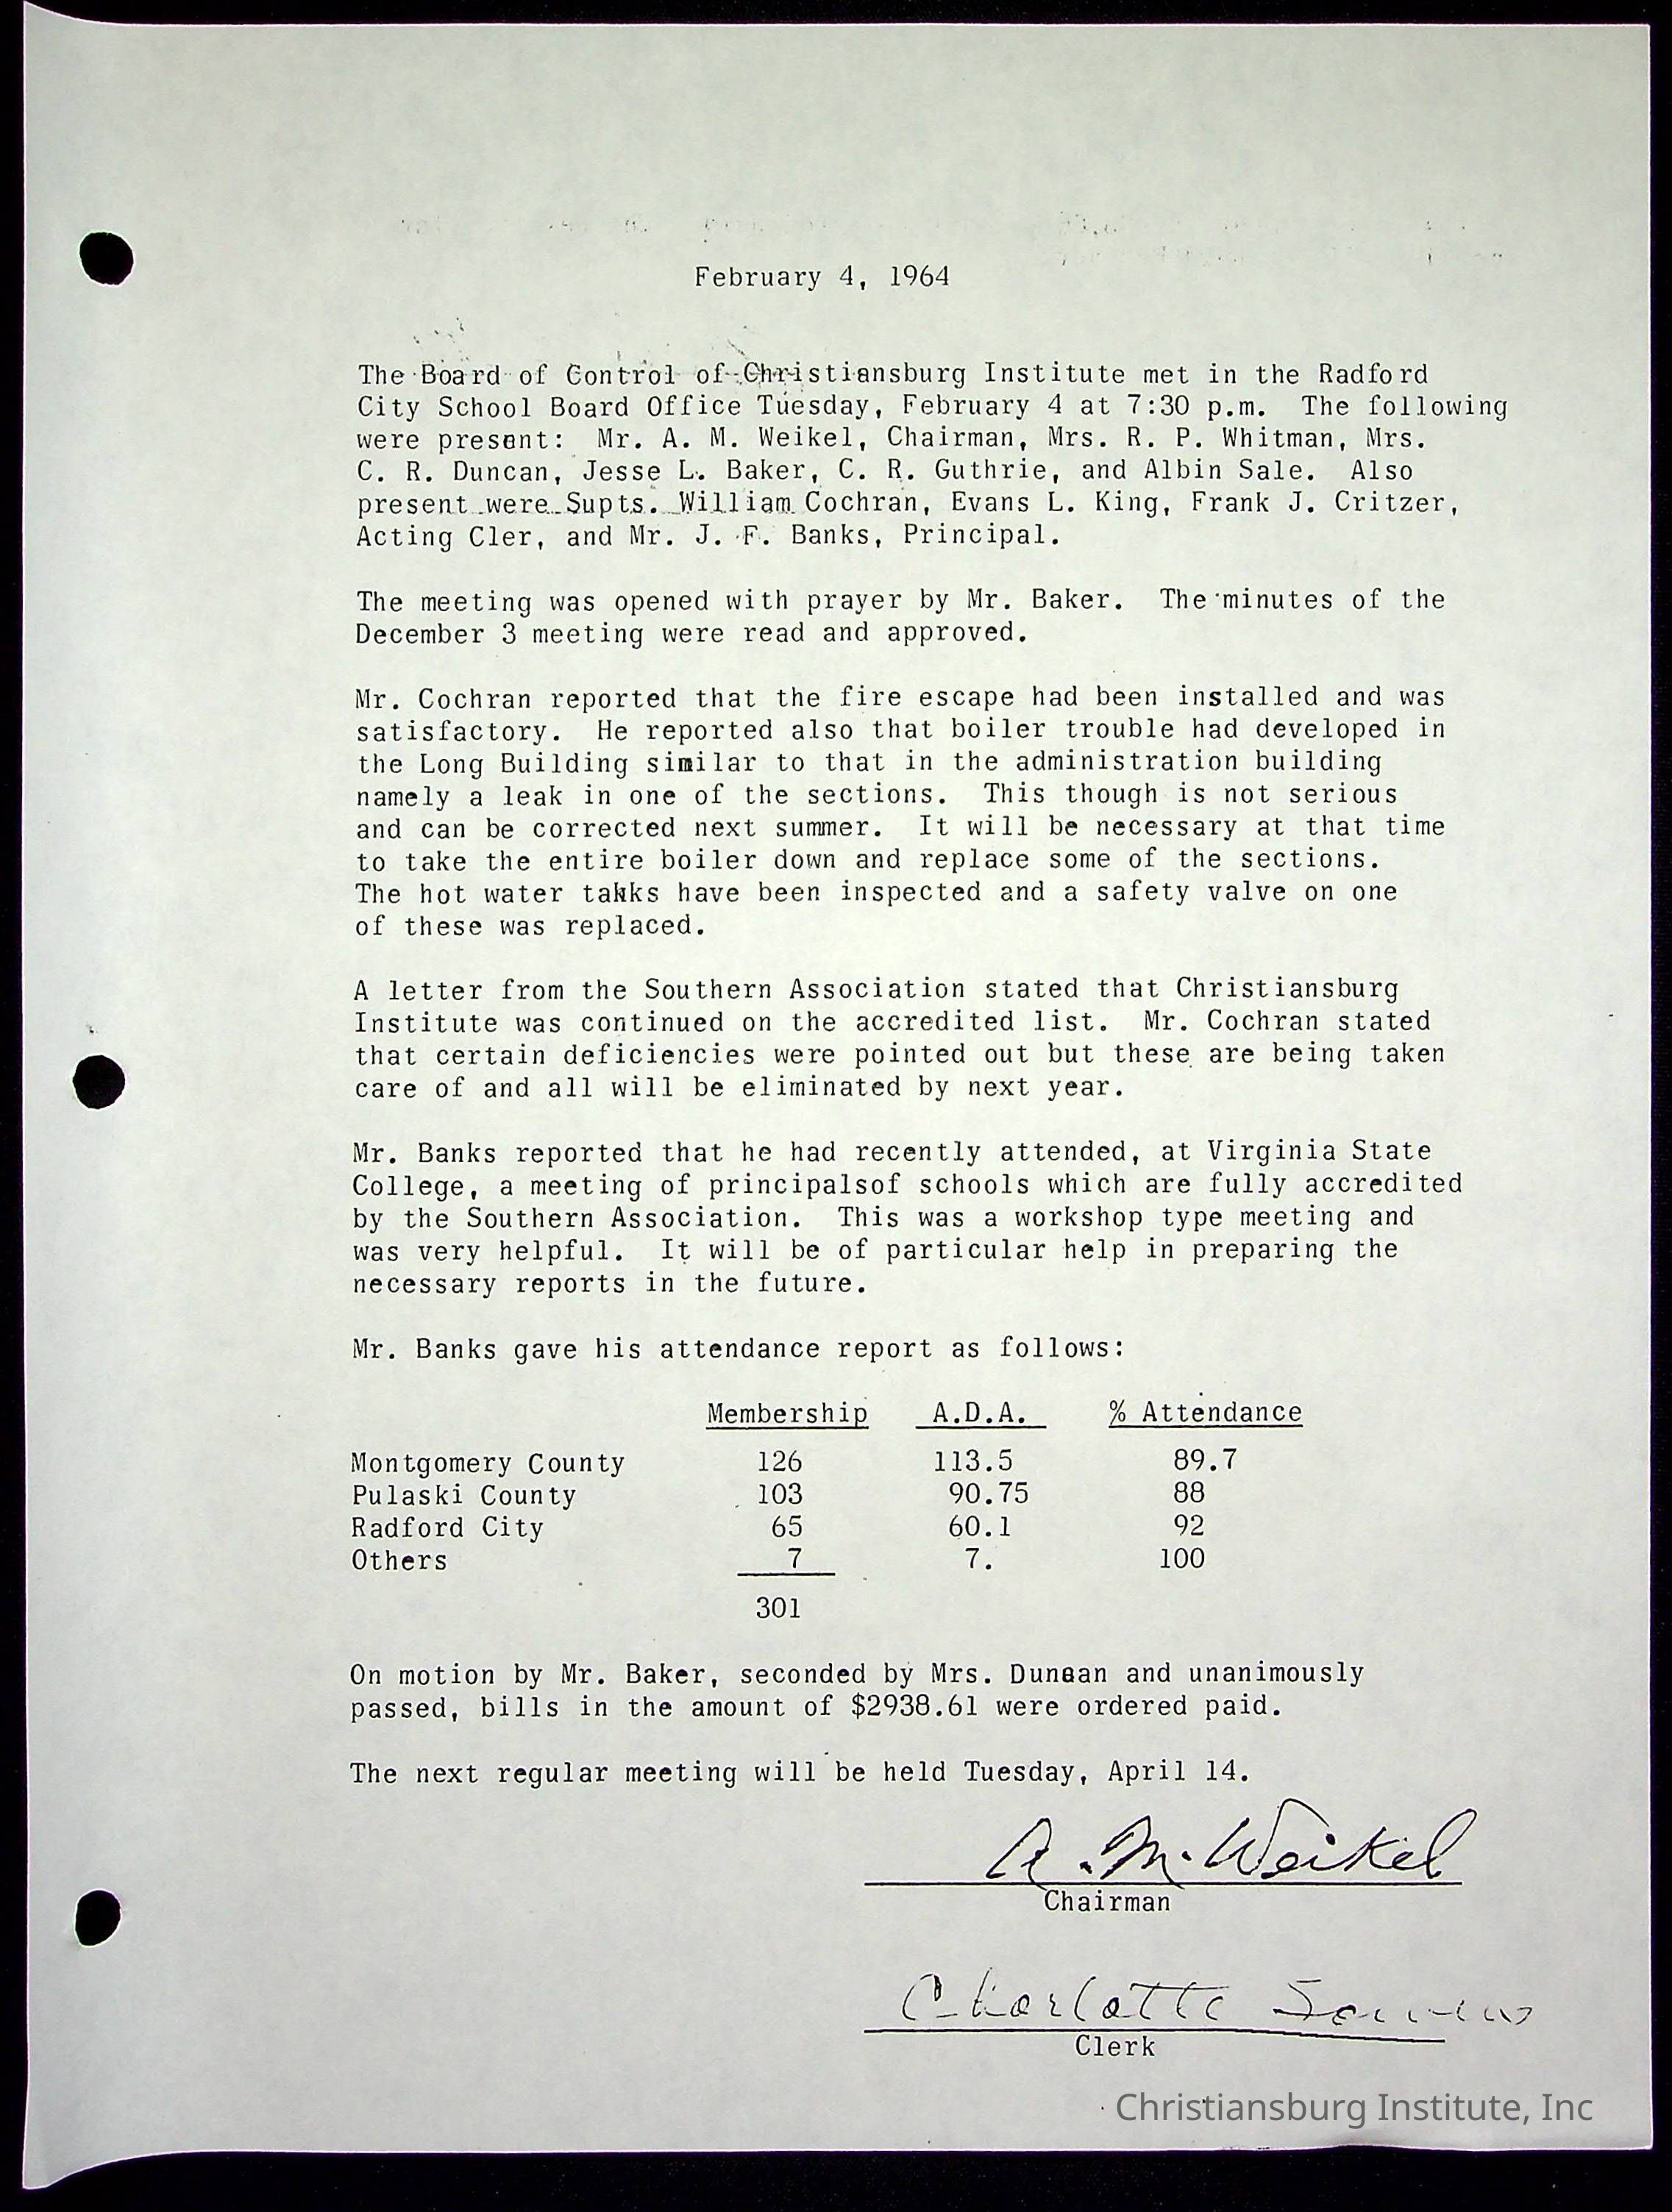 February 4, 1964
The Board of Control of Christiansburg Institute met in the Radford
City School Board Office Tuesday, February 4 at 7:30 p.m. The following
were present: Mr. A. M. Weikel, Chairman, Mrs. R. P. Whitman, Mrs.
C. R. Duncan, Jesse L. Baker, C. R. Guthrie, and Albin Sale. Also
present were Supts. William Cochran, Evans L. King, Frank J. Critzer,
Acting Cler, and Mr. J. F. Banks, Principal.
The meeting was opened with prayer by Mr. Baker. The minutes of the
December 3 meeting were read and approved.
Mr. Cochran reported that the fire escape had been installed and was
satisfactory. He reported also that boiler trouble had developed in
the Long Building similar to that in the administration building
namely a leak in one of the sections. This though is not serious
and can be corrected next summer. It will be necessary at that time
to take the entire boiler down and replace some of the sections.
The hot water takks have been inspected and a safety valve on one
of these was replaced.
A letter from the Southern Association stated that Christiansburg
Institute was continued on the accredited list. Mr. Cochran stated
that certain deficiencies were pointed out but these are being taken
care of and all will be eliminated by next year.
Mr. Banks reported that he had recently attended, at Virginia State
College, a meeting of principalsof schools which are fully accredited
by the Southern Association. This was a workshop type meeting and
was very helpful. It will be of particular help in preparing the
necessary reports in the future.
Mr. Banks gave his attendance report as follows:
Membership A.D.A. % Attendance
Montgomery County 126 113.5 89.7
Pulaski County 103 90.75 88
Radford City 65 60.1 92
Others 7 7. 100
301
On motion by Mr. Baker, seconded by Mrs. Duncan and unanimously
passed, bills in the amount of $2938.61 were ordered paid.
The next regular meeting will be held Tuesday, April 14.
A. M. Weikel
Chairman
Charlotte
Clerk
Christiansburg Institute, Inc